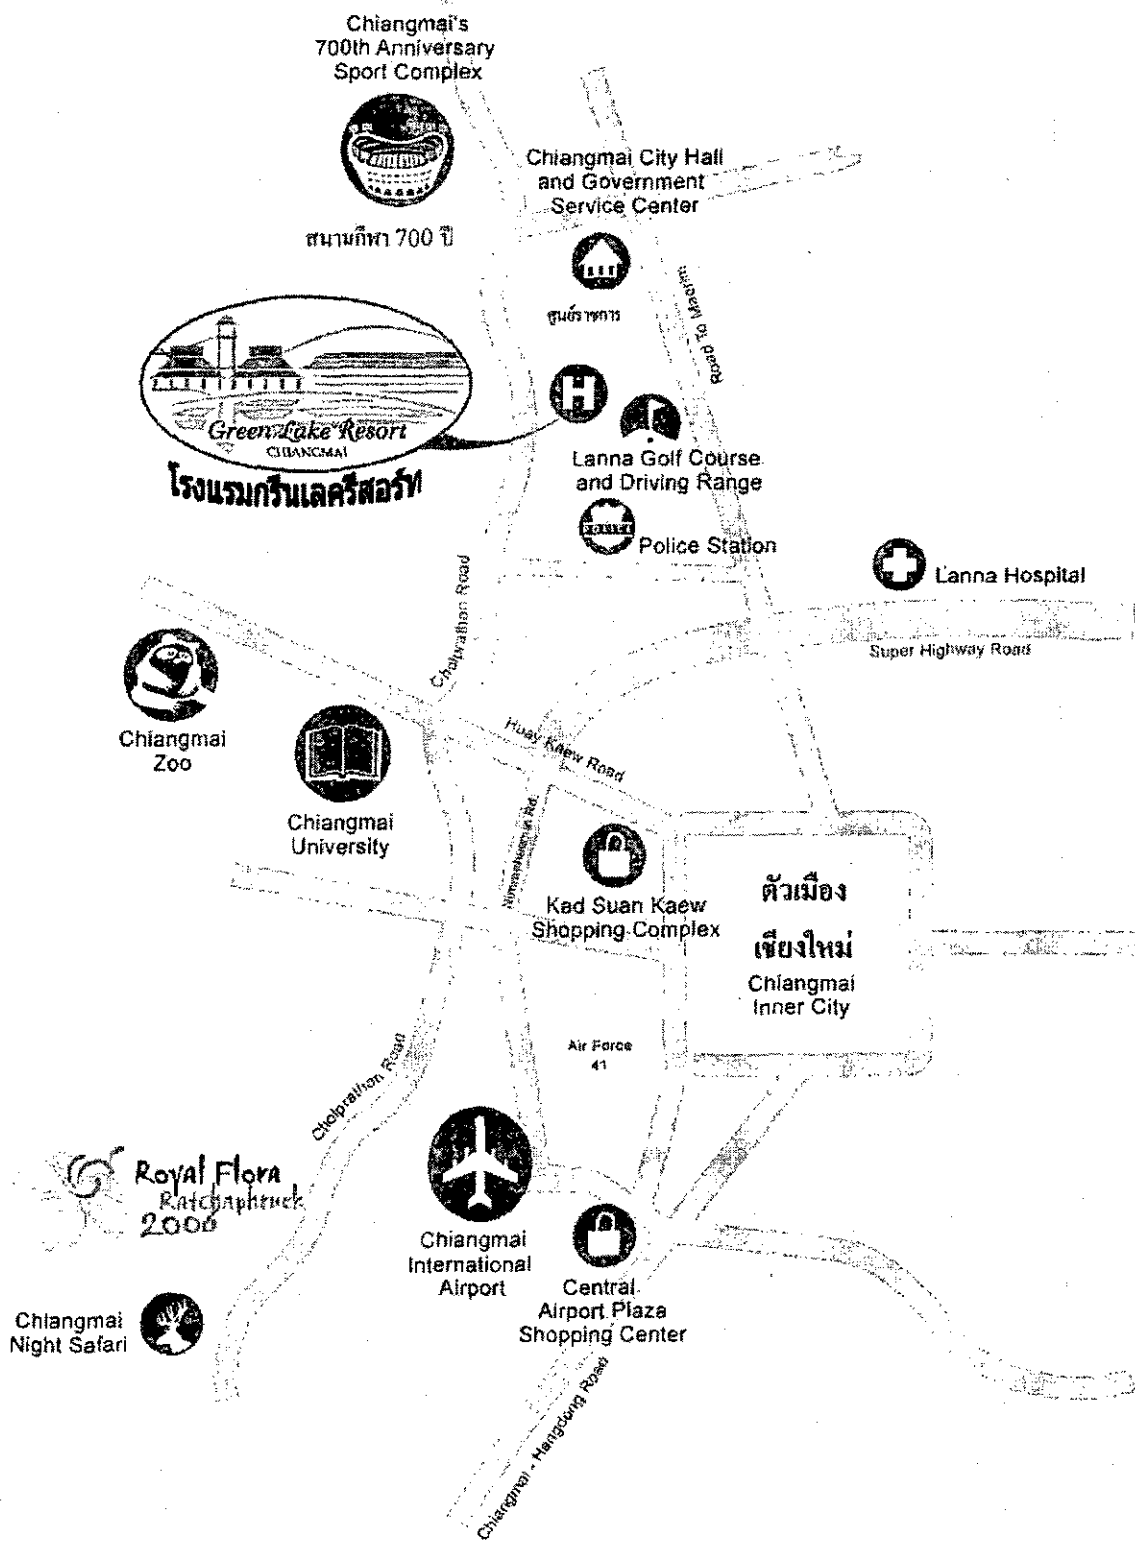 Chiangmai's
700th Anniversary
Sport Complex
สนามกีฬา 700 ปี
Chiangmai City Hall
and Government
Service Center
ศูนย์ราชการ
Road To Maerim
Green Lake Resort
CHIANGMAI
โรงแรมกรีนเลครีสอร์ท
H
Lanna Golf Course
and Driving Range
POLICE
Police Station
Lanna Hospital
Super Highway Road
Cholprathan Road
Chiangmai
Zoo
Chiangmai
University
Huay Kaew Road
Kad Suan Kaew
Shopping Complex
ตัวเมือง
เชียงใหม่
Chiangmai
Inner City
Air Force
41
Cholprathan Road
Royal Flora
Ratchaphruek
2006
Chiangmai
International
Airport
Central
Airport Plaza
Shopping Center
Chiangmai
Night Safari
Chiangmai - Hangdong Road